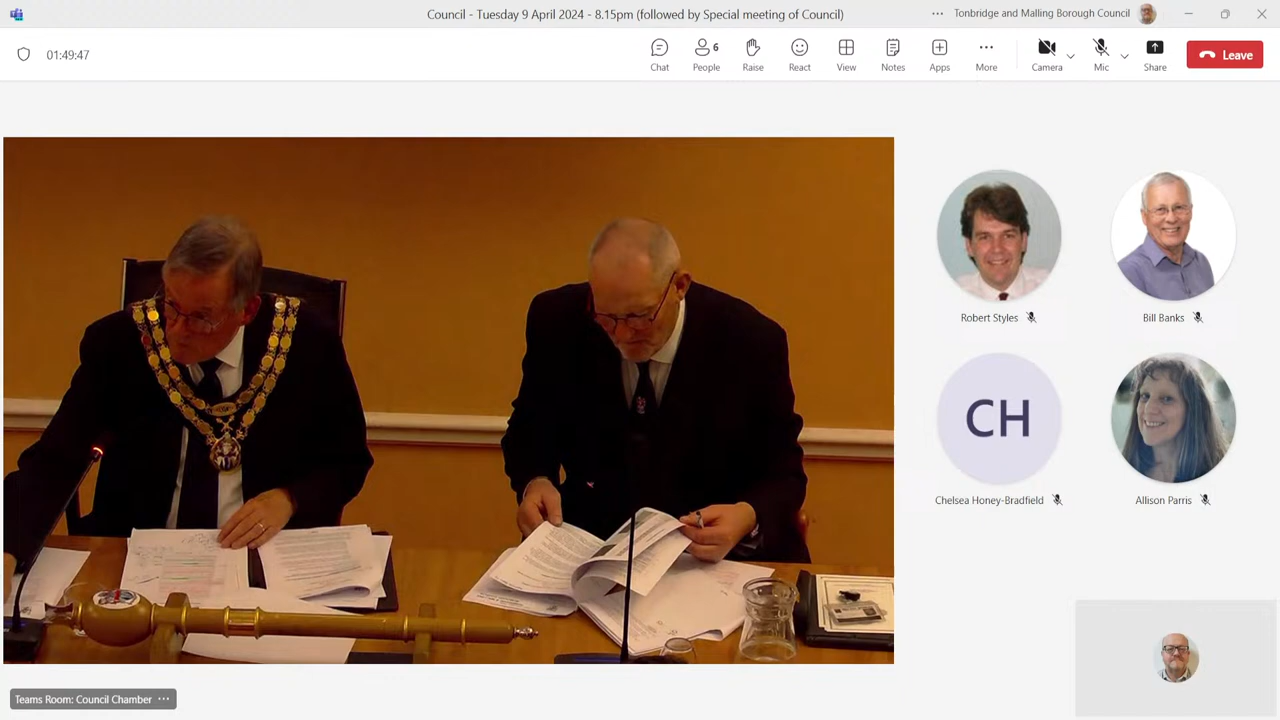 Council - Tuesday 9 April 2024 - 8.15pm (followed by Special meeting of Council)
Tonbridge and Malling Borough Council
01:49:47
Chat
People
6
Raise
React
View
Notes
Apps
More
Camera
Mic
Share
Leave
Robert Styles
Bill Banks
CH
Chelsea Honey-Bradfield
Allison Parris
Teams Room: Council Chamber